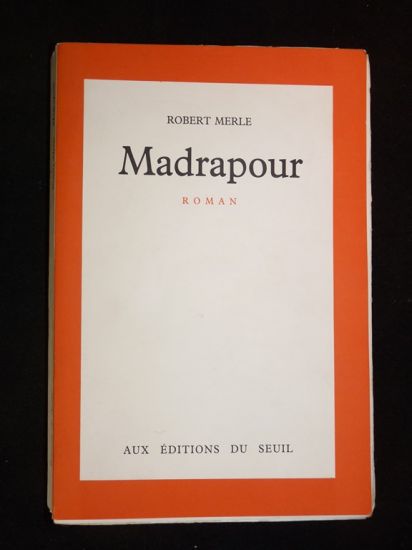 ROBERT MERLE
Madrapour
ROMAN
AUX ÉDITIONS DU SEUIL